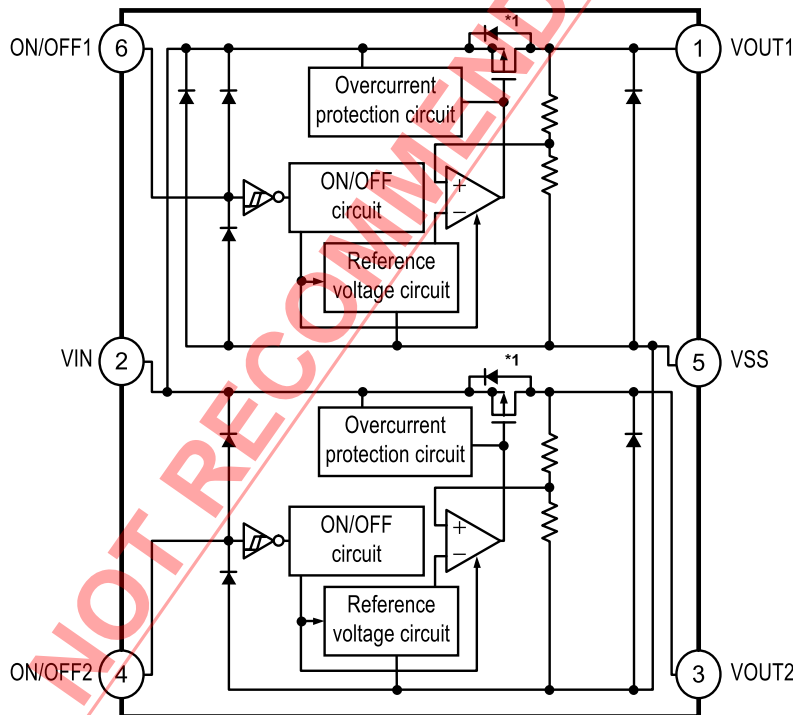 ON/OFF1
6
*1
1
VOUT1
Overcurrent
protection circuit
ON/OFF
circuit
+
−
Reference
voltage circuit
VIN
2
*1
5
VSS
Overcurrent
protection circuit
ON/OFF
circuit
+
−
Reference
voltage circuit
ON/OFF2
4
3
VOUT2
NOT RECOMMEND